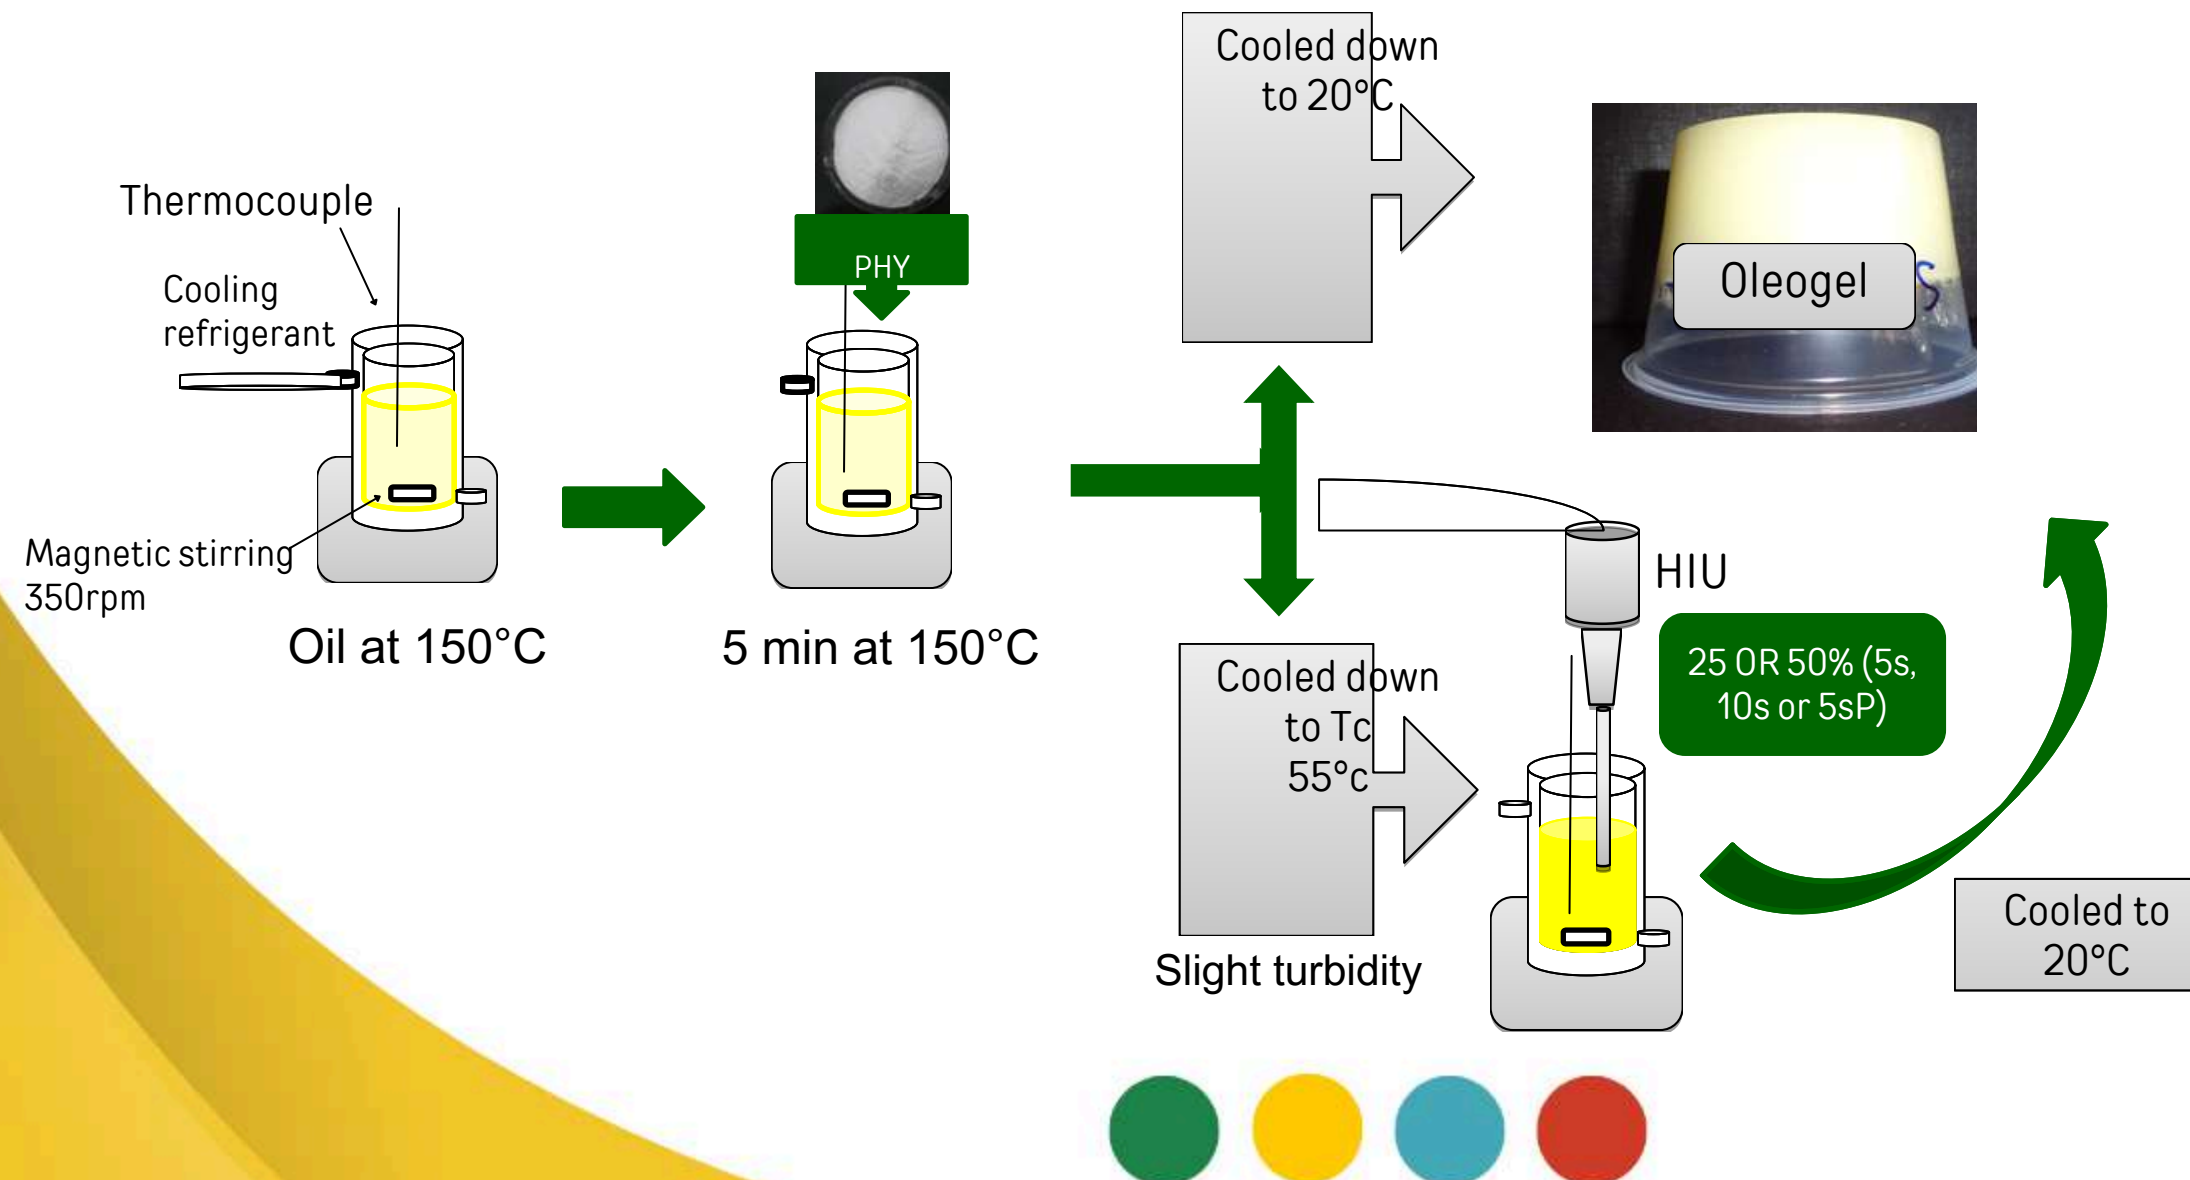 Thermocouple
Cooling
refrigerant
Magnetic stirring
350rpm
Oil at 150°C
PHY
5 min at 150°C
Cooled down
to 20°C
Oleogel
Cooled down
to Tc
55°c
Slight turbidity
HIU
25 OR 50% (5s,
10s or 5sP)
Cooled to
20°C